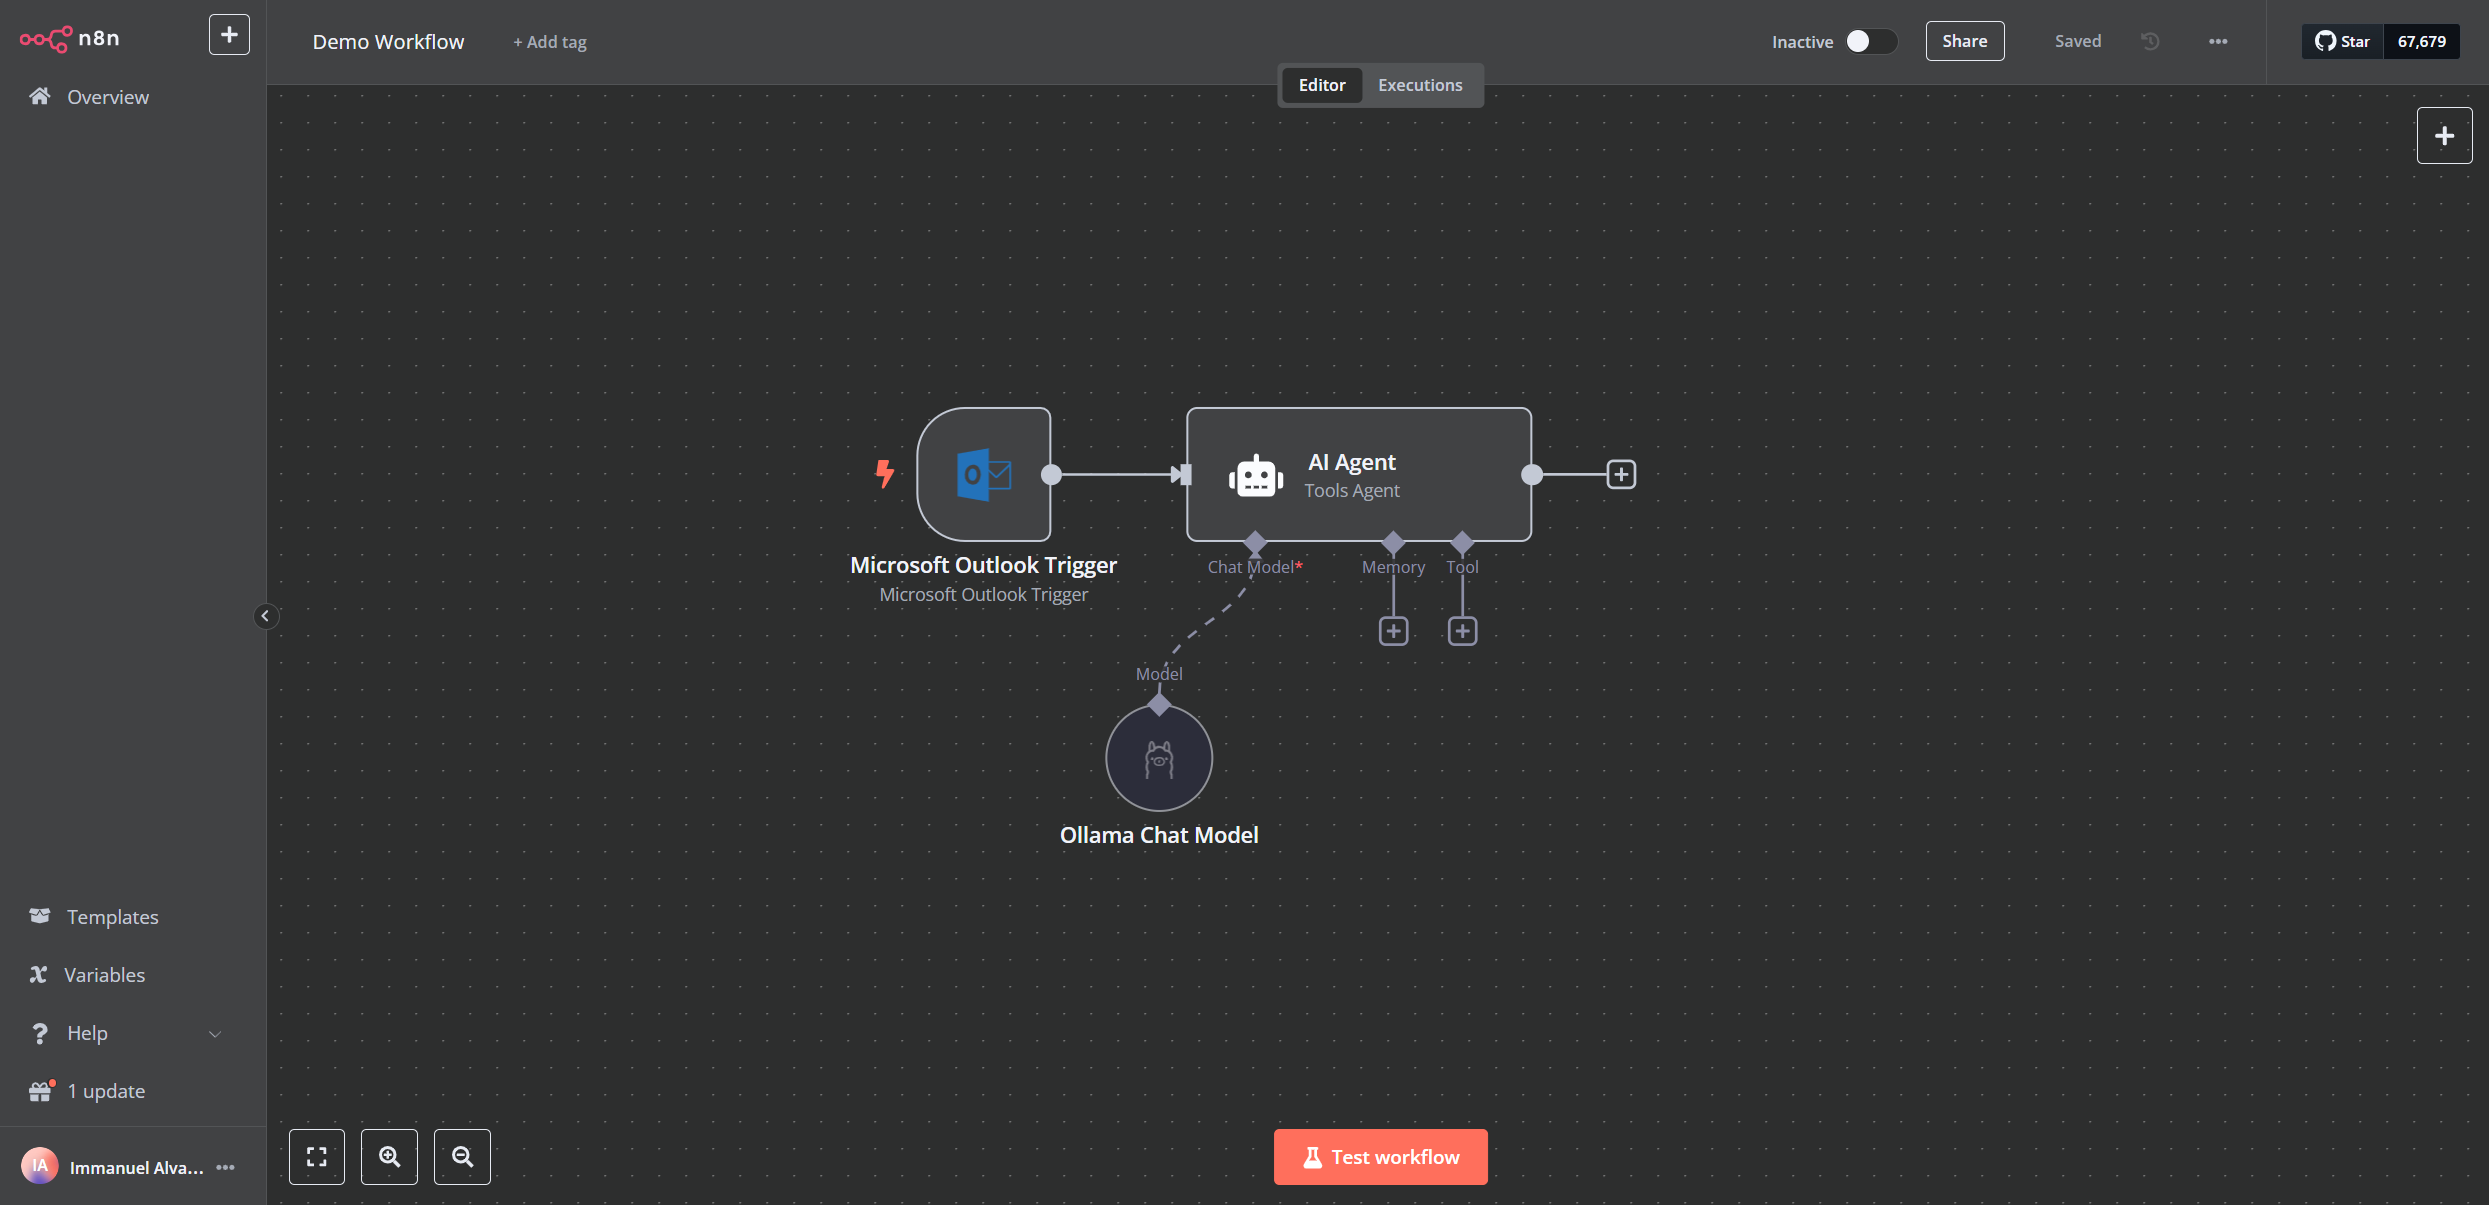 n8n
Demo Workflow
+ Add tag
Inactive
Share
Saved
Star
67,679
Editor
Executions
Overview
AI Agent
Tools Agent
Microsoft Outlook Trigger
Microsoft Outlook Trigger
Chat Model*
Memory
Tool
Model
Ollama Chat Model
Templates
Variables
Help
1 update
IA
Immanuel Alva...
Test workflow